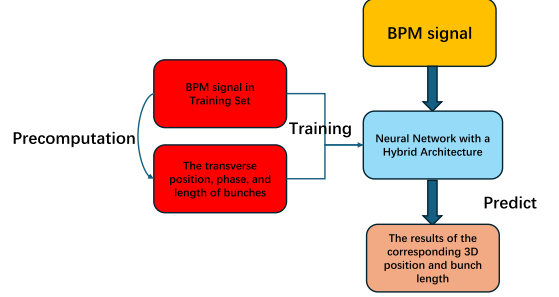 BPM signal
BPM signal in
Training Set
Precomputation
Training
The transverse
position, phase, and
length of bunches
Neural Network with a
Hybrid Architecture
Predict
The results of the
corresponding 3D
position and bunch
length